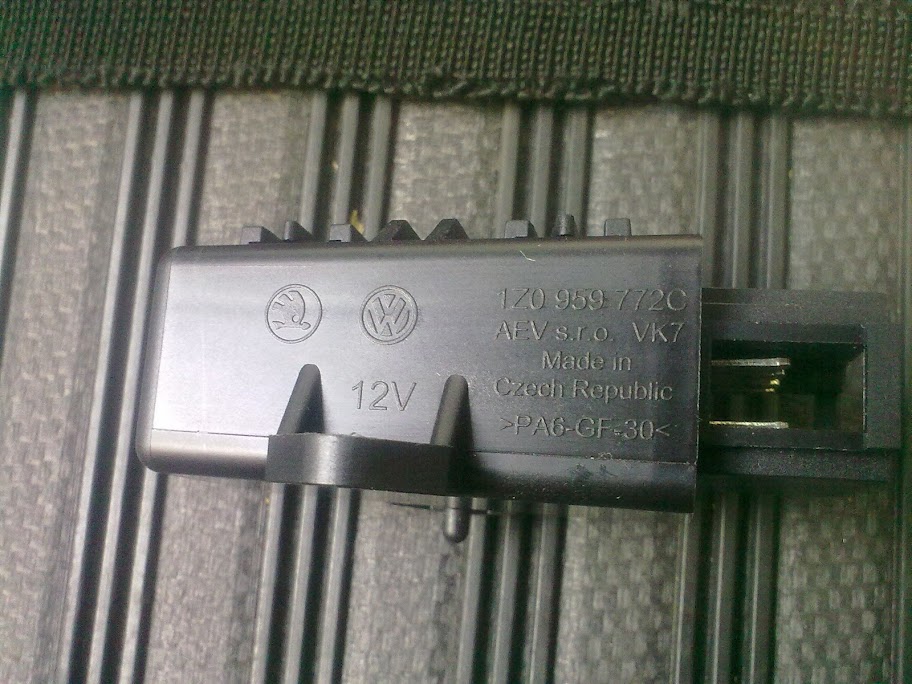 1Z0 959 772C
AEV s.r.o. VK7
Made in
Czech Republic
12V
>PA6-GF-30<